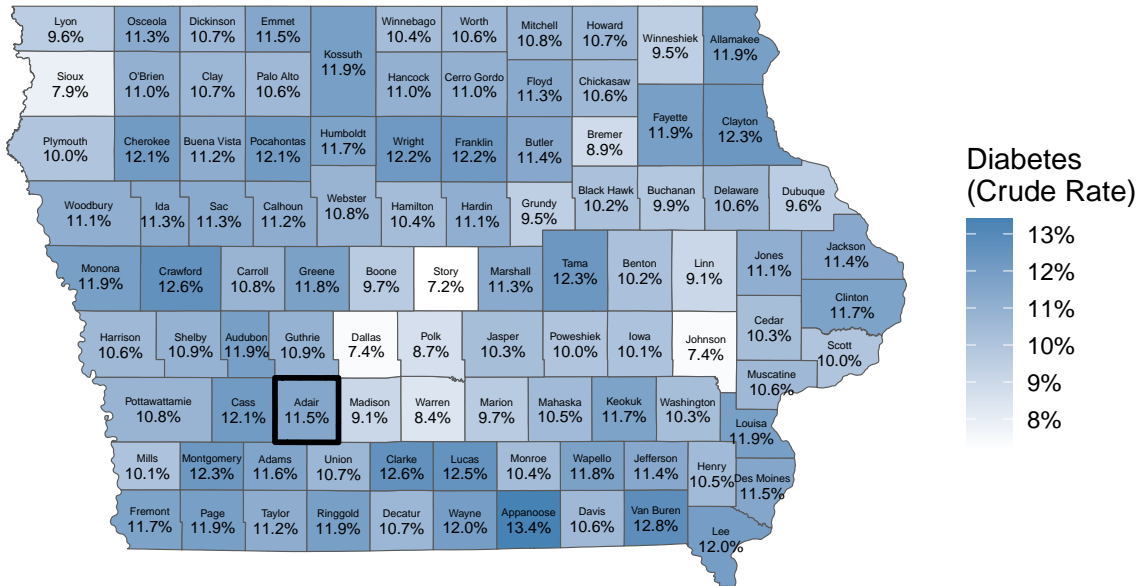 Lyon
9.6%
Osceola
11.3%
Dickinson
10.7%
Emmet
11.5%
Kossuth
11.9%
Winnebago
10.4%
Worth
10.6%
Mitchell
10.8%
Howard
10.7%
Winneshiek
9.5%
Allamakee
11.9%
Sioux
7.9%
O'Brien
11.0%
Clay
10.7%
Palo Alto
10.6%
Hancock
11.0%
Cerro Gordo
11.0%
Floyd
11.3%
Chickasaw
10.6%
Fayette
11.9%
Clayton
12.3%
Plymouth
10.0%
Cherokee
12.1%
Buena Vista
11.2%
Pocahontas
12.1%
Humboldt
11.7%
Wright
12.2%
Franklin
12.2%
Butler
11.4%
Bremer
8.9%
Woodbury
11.1%
Ida
11.3%
Sac
11.3%
Calhoun
11.2%
Webster
10.8%
Hamilton
10.4%
Hardin
11.1%
Grundy
9.5%
Black Hawk
10.2%
Buchanan
9.9%
Delaware
10.6%
Dubuque
9.6%
Monona
11.9%
Crawford
12.6%
Carroll
10.8%
Greene
11.8%
Boone
9.7%
Story
7.2%
Marshall
11.3%
Tama
12.3%
Benton
10.2%
Linn
9.1%
Jones
11.1%
Jackson
11.4%
Clinton
11.7%
Harrison
10.6%
Shelby
10.9%
Audubon
11.9%
Guthrie
10.9%
Dallas
7.4%
Polk
8.7%
Jasper
10.3%
Poweshiek
10.0%
Iowa
10.1%
Johnson
7.4%
Cedar
10.3%
Scott
10.0%
Muscatine
10.6%
Pottawattamie
10.8%
Cass
12.1%
Adair
11.5%
Madison
9.1%
Warren
8.4%
Marion
9.7%
Mahaska
10.5%
Keokuk
11.7%
Washington
10.3%
Louisa
11.9%
Mills
10.1%
Montgomery
12.3%
Adams
11.6%
Union
10.7%
Clarke
12.6%
Lucas
12.5%
Monroe
10.4%
Wapello
11.8%
Jefferson
11.4%
Henry
10.5%
Des Moines
11.5%
Fremont
11.7%
Page
11.9%
Taylor
11.2%
Ringgold
11.9%
Decatur
10.7%
Wayne
12.0%
Appanoose
13.4%
Davis
10.6%
Van Buren
12.8%
Lee
12.0%
Diabetes
(Crude Rate)
13%
12%
11%
10%
9%
8%